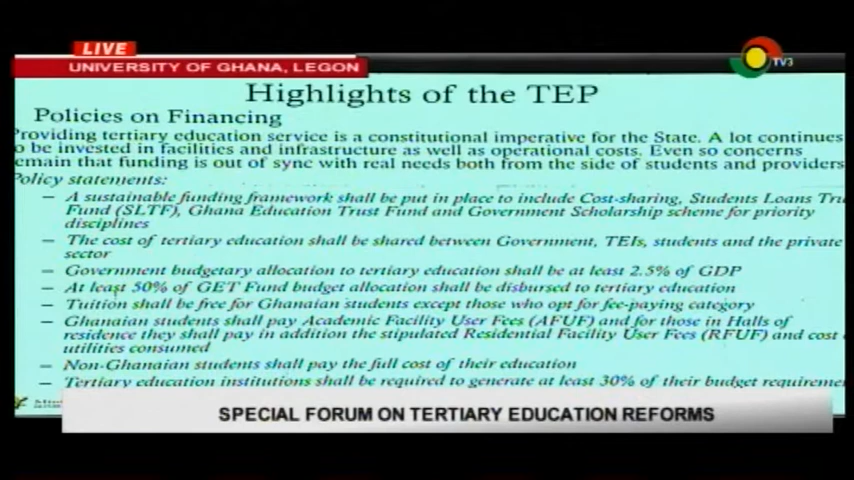 LIVE
UNIVERSITY OF GHANA, LEGON
TV3
Highlights of the TEP
Policies on Financing
Providing tertiary education service is a constitutional imperative for the State. A lot continues
o be invested in facilities and infrastructure as well as operational costs. Even so concerns
emain that funding is out of sync with real needs both from the side of students and providers
Policy statements:
– A sustainable funding framework shall be put in place to include Cost-sharing, Students Loans Tru
Fund (SLTF), Ghana Education Trust Fund and Government Scholarship scheme for priority
disciplines
– The cost of tertiary education shall be shared between Government, TEIs, students and the private
sector
– Government budgetary allocation to tertiary education shall be at least 2.5% of GDP
– At least 50% of GET Fund budget allocation shall be disbursed to tertiary education
– Tuition shall be free for Ghanaian students except those who opt for fee-paying category
– Ghanaian students shall pay Academic Facility User Fees (AFUF) and for those in Halls of
residence they shall pay in addition the stipulated Residential Facility User Fees (RFUF) and cost
utilities consumed
– Non-Ghanaian students shall pay the full cost of their education
– Tertiary education institutions shall be required to generate at least 30% of their budget requireme
SPECIAL FORUM ON TERTIARY EDUCATION REFORMS